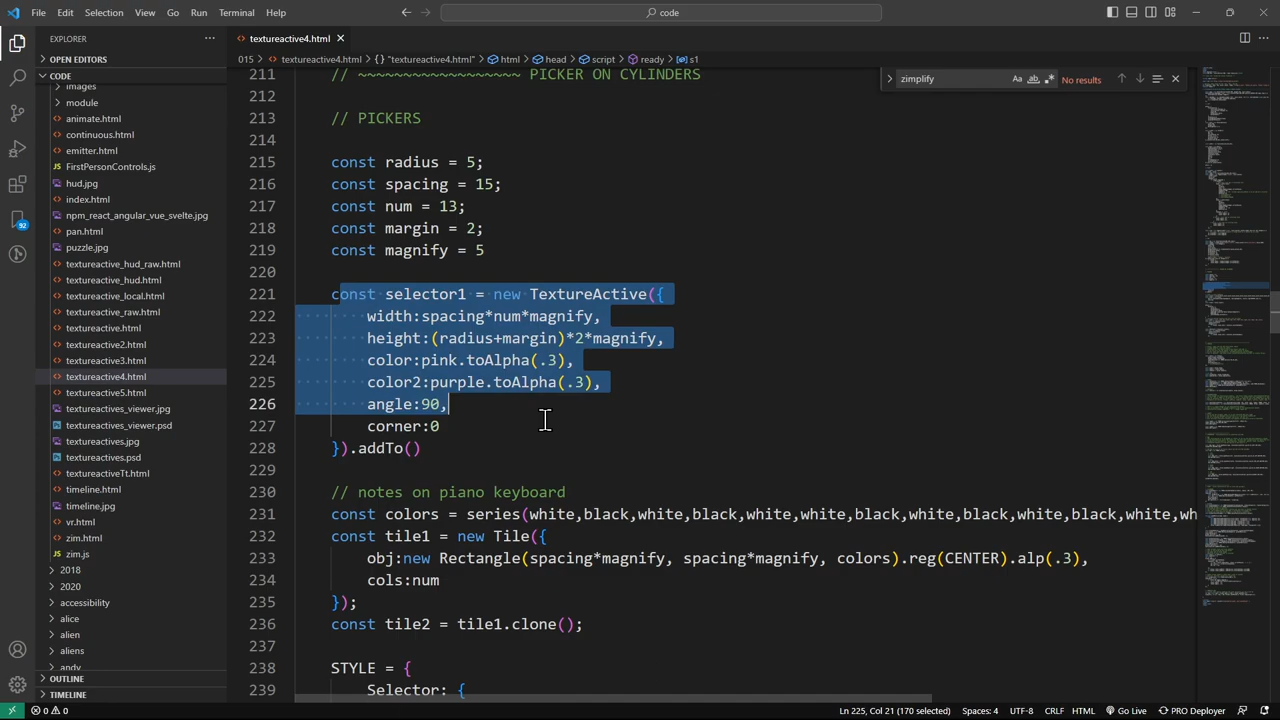 File Edit Selection View Go Run Terminal Help
code
EXPLORER
textureactive4.html
OPEN EDITORS
015 > textureactive4.html > {} "textureactive4.html" > html > head > script > ready > s1
CODE
images
module
animate.html
continuous.html
emitter.html
JS FirstPersonControls.js
hud.jpg
index.html
npm_react_angular_vue_svelte.jpg
pan.html
puzzle.jpg
textureactive_hud_raw.html
textureactive_hud.html
textureactive_local.html
textureactive_raw.html
textureactive.html
textureactive2.html
textureactive3.html
textureactive4.html
textureactive5.html
textureactives_viewer.jpg
textureactives_viewer.psd
textureactives.jpg
textureactives.psd
textureactiveTt.html
timeline.html
timeline.jpg
vr.html
zim.html
JS zim.js
2018
2020
accessibility
alice
alien
aliens
andy
OUTLINE
TIMELINE
92
zimplify
Aa ab
No results
211 // ~~~~~~~~~~~~~~~~~~ PICKER ON CYLINDERS
212
213 // PICKERS
214
215 const radius = 5;
216 const spacing = 15;
217 const num = 13;
218 const margin = 2;
219 const magnify = 5
220
221 const selector1 = new TextureActive({
222 width:spacing*num*magnify,
223 height:(radius+margin)*2*magnify,
224 color:pink.toAlpha(.3),
225 color2:purple.toAlpha(.3),
226 angle:90,
227 corner:0
228 }).addTo()
229
230 // notes on piano keyboard
231 const colors = series(white,black,white,black,white,white,black,white,black,white,black,white,wh
232 const tile1 = new Tile({
233 obj:new Rectangle(spacing*magnify, spacing*magnify, colors).reg(CENTER).alp(.3),
234 cols:num
235 });
236 const tile2 = tile1.clone();
237
238 STYLE = {
239 Selector: {
0 0
Ln 225, Col 21 (170 selected) Spaces: 4 UTF-8 CRLF HTML Go Live PRO Deployer